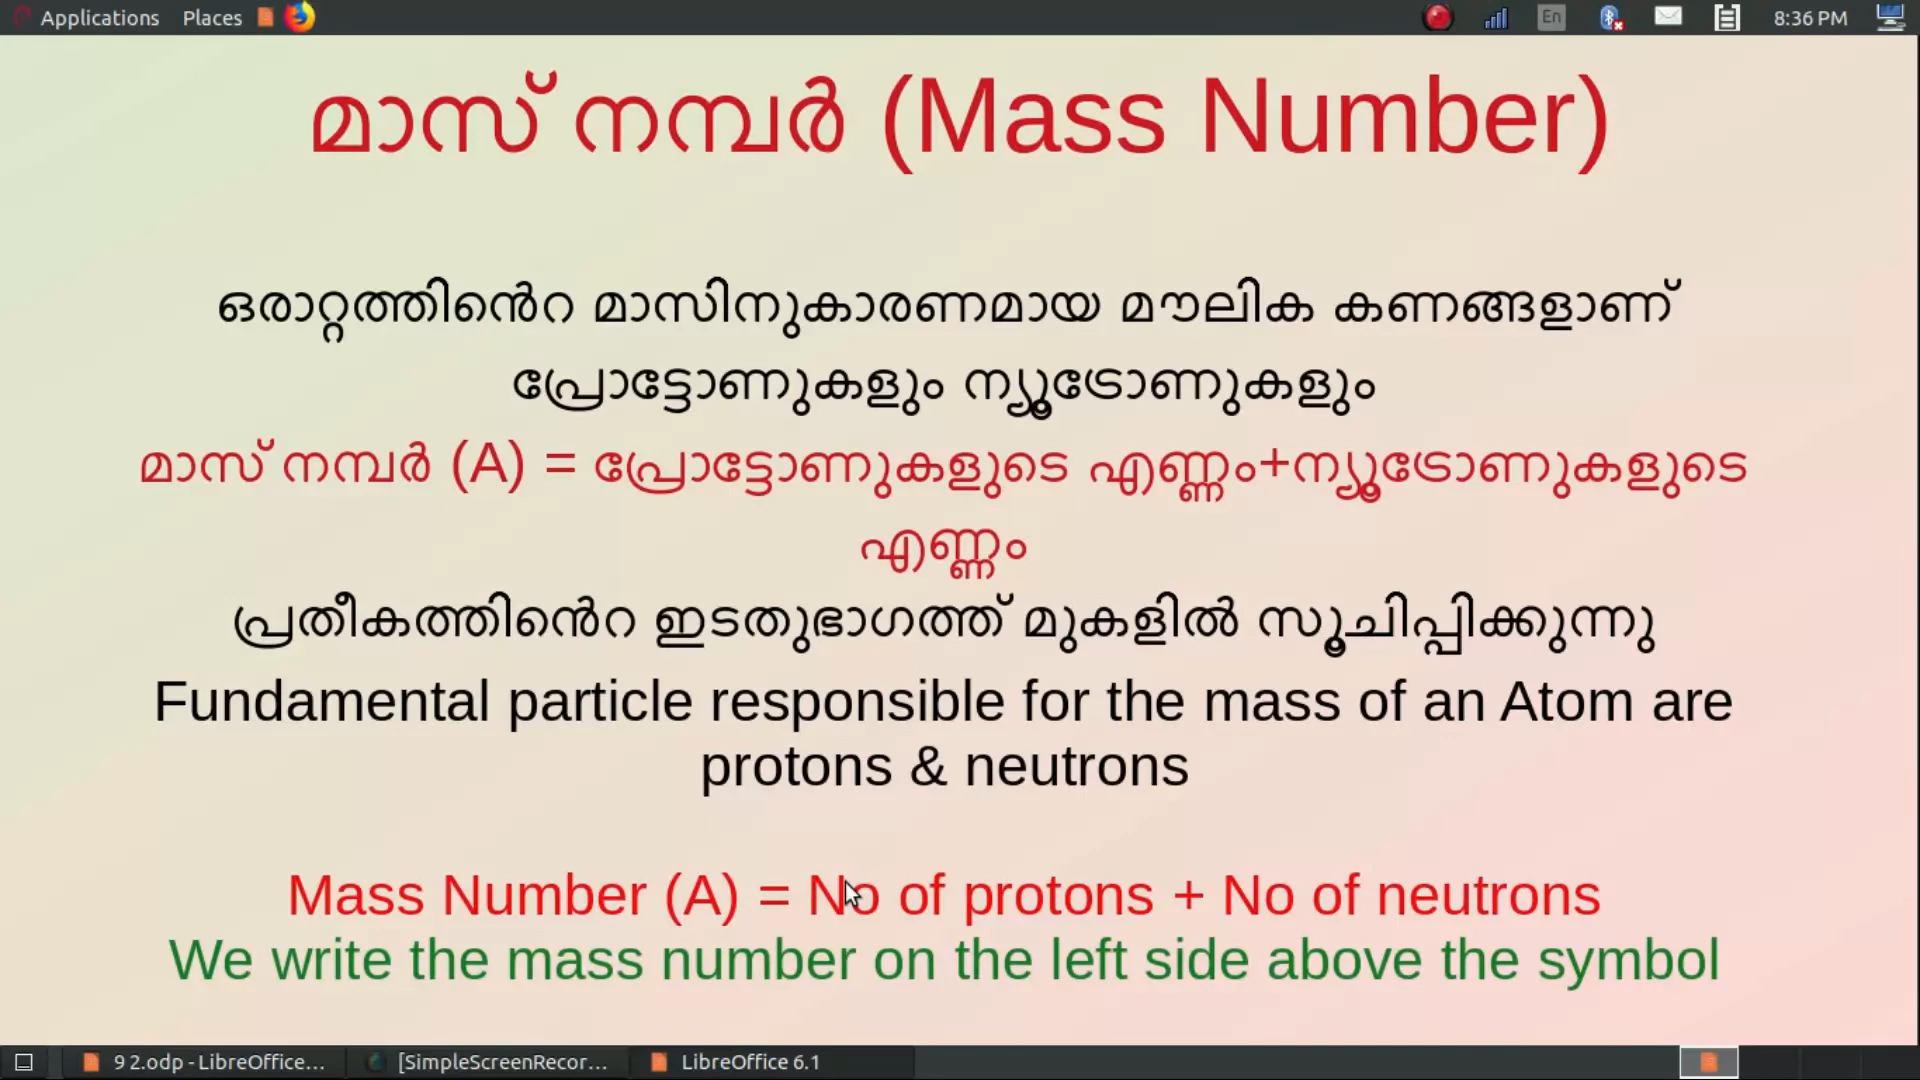 Applications Places En 8:36 PM
മാസ് നമ്പർ (Mass Number)
ഒരാറ്റത്തിൻെറ മാസിനുകാരണമായ മൗലിക കണങ്ങളാണ്
പ്രോട്ടോണുകളും ന്യൂട്രോണുകളും
മാസ് നമ്പർ (A) = പ്രോട്ടോണുകളുടെ എണ്ണം+ന്യൂട്രോണുകളുടെ
എണ്ണം
പ്രതീകത്തിൻെറ ഇടതുഭാഗത്ത് മുകളിൽ സൂചിപ്പിക്കുന്നു
Fundamental particle responsible for the mass of an Atom are
protons & neutrons
Mass Number (A) = No of protons + No of neutrons
We write the mass number on the left side above the symbol
9 2.odp - LibreOffice... [SimpleScreenRecor... LibreOffice 6.1